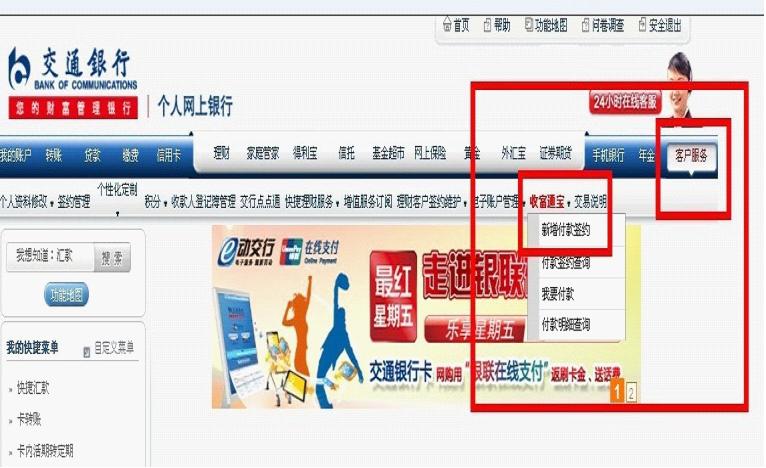 首页 帮助 功能地图 问卷调查 安全退出
交通銀行
BANK OF COMMUNICATIONS
您的财富管理银行
个人网上银行
24小时在线客服
我的账户 转账 贷款 缴费 信用卡 理财 家庭管家 得利宝 信托 基金超市 网上保险 黄金 外汇宝 证券期货 手机银行 年金 客户服务
个人资料修改 签约管理 个性化定制 积分 收款人登记簿管理 交行点点通 快捷理财服务 增值服务订阅 理财客户签约维护 电子账户管理 收富通宝 交易说明
新增付款签约
付款签约查询
我要付款
付款明细查询
我想知道：汇款 搜索
功能地图
我的快捷菜单 自定义菜单
» 快捷汇款
» 卡转账
» 卡内活期转定期
e动交行
电子服务 重新定义
UnionPay
在线支付
Online Payment
最红
星期五
走进银联
乐享星期五
交通银行卡 网购用“银联在线支付”返刷卡金、送话费
1 2